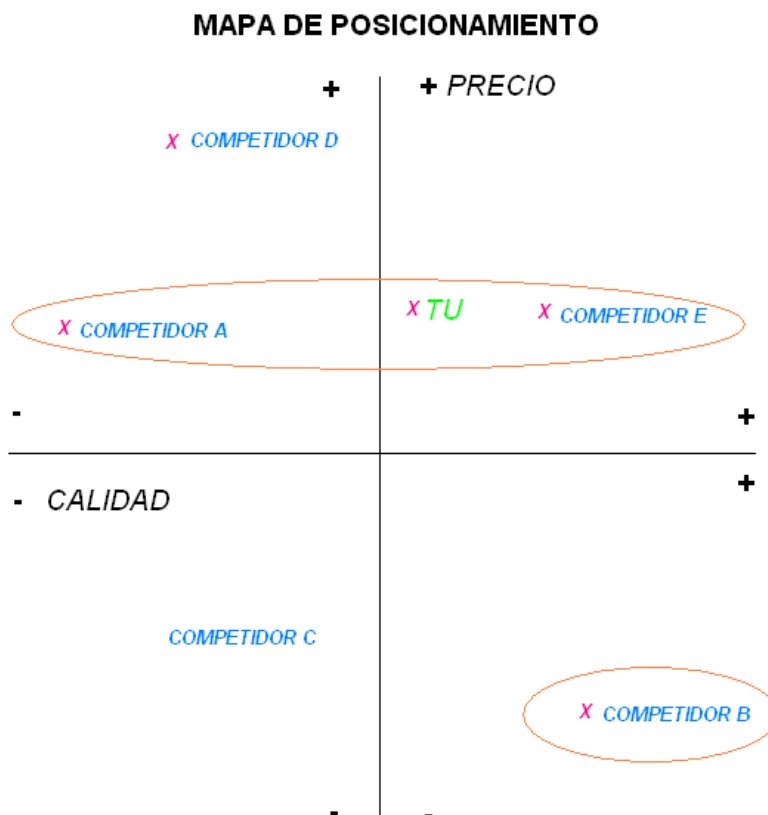 MAPA DE POSICIONAMIENTO
+ + PRECIO
X COMPETIDOR D
X TU X COMPETIDOR E
X COMPETIDOR A
- +
- CALIDAD +
COMPETIDOR C
X COMPETIDOR B
- -